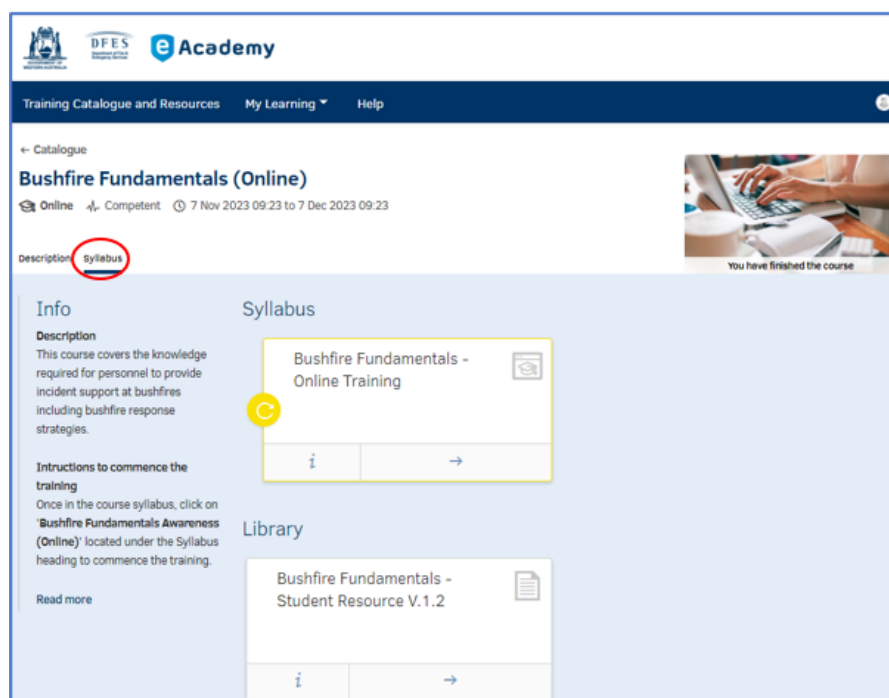 DFES
e Academy
Training Catalogue and Resources My Learning Help
← Catalogue
Bushfire Fundamentals (Online)
Online Competent 7 Nov 2023 09:23 to 7 Dec 2023 09:23
You have finished the course
Description Syllabus
Info
Description
This course covers the knowledge
required for personnel to provide
incident support at bushfires
including bushfire response
strategies.
Intructions to commence the
training
Once in the course syllabus, click on
'Bushfire Fundamentals Awareness
(Online)' located under the Syllabus
heading to commence the training.
Read more
Syllabus
Bushfire Fundamentals -
Online Training
i →
Library
Bushfire Fundamentals -
Student Resource V.1.2
i →